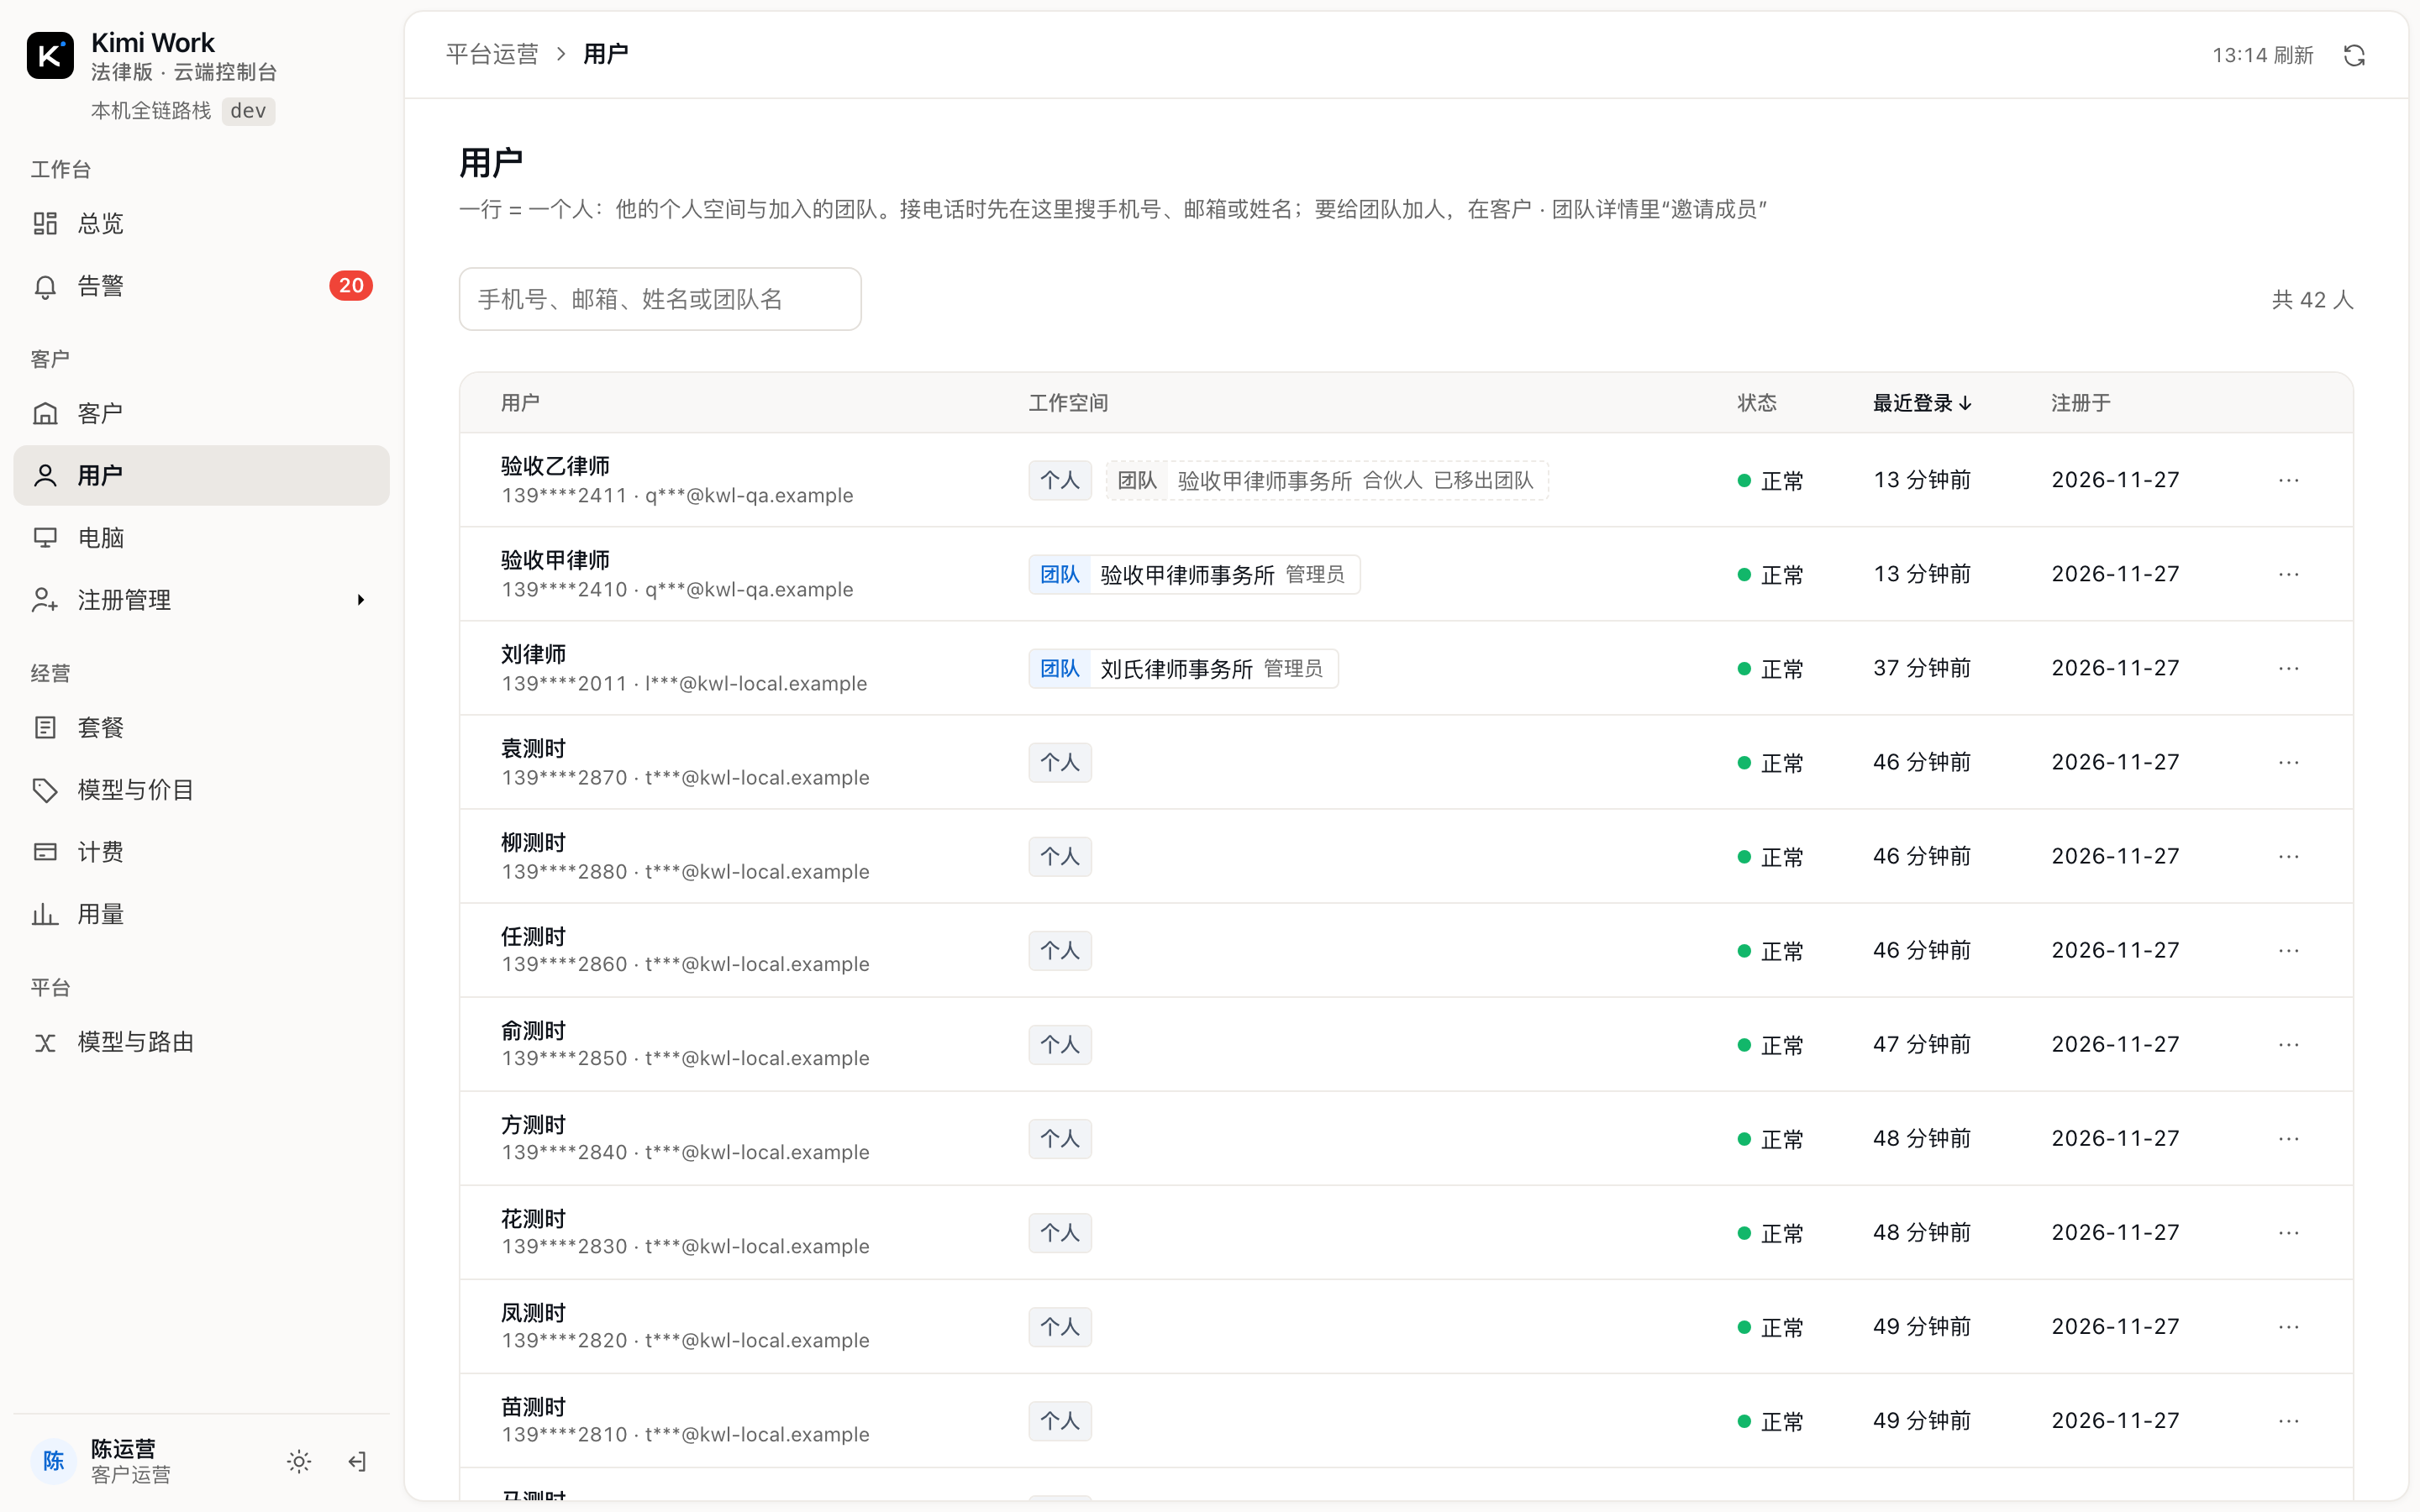 Kimi Work
法律版 · 云端控制台
本机全链路栈 dev
工作台
总览
告警 20
客户
客户
用户
电脑
注册管理
经营
套餐
模型与价目
计费
用量
平台
模型与路由
陈 陈运营
客户运营
平台运营 > 用户
13:14 刷新
用户
一行 = 一个人：他的个人空间与加入的团队。接电话时先在这里搜手机号、邮箱或姓名；要给团队加人，在客户 · 团队详情里“邀请成员”
手机号、邮箱、姓名或团队名
共 42 人
用户 工作空间 状态 最近登录 ↓ 注册于
验收乙律师
139****2411 · q***@kwl-qa.example
个人 团队 验收甲律师事务所 合伙人 已移出团队 正常 13 分钟前 2026-11-27 ···
验收甲律师
139****2410 · q***@kwl-qa.example
团队 验收甲律师事务所 管理员 正常 13 分钟前 2026-11-27 ···
刘律师
139****2011 · l***@kwl-local.example
团队 刘氏律师事务所 管理员 正常 37 分钟前 2026-11-27 ···
袁测时
139****2870 · t***@kwl-local.example
个人 正常 46 分钟前 2026-11-27 ···
柳测时
139****2880 · t***@kwl-local.example
个人 正常 46 分钟前 2026-11-27 ···
任测时
139****2860 · t***@kwl-local.example
个人 正常 46 分钟前 2026-11-27 ···
俞测时
139****2850 · t***@kwl-local.example
个人 正常 47 分钟前 2026-11-27 ···
方测时
139****2840 · t***@kwl-local.example
个人 正常 48 分钟前 2026-11-27 ···
花测时
139****2830 · t***@kwl-local.example
个人 正常 48 分钟前 2026-11-27 ···
凤测时
139****2820 · t***@kwl-local.example
个人 正常 49 分钟前 2026-11-27 ···
苗测时
139****2810 · t***@kwl-local.example
个人 正常 49 分钟前 2026-11-27 ···